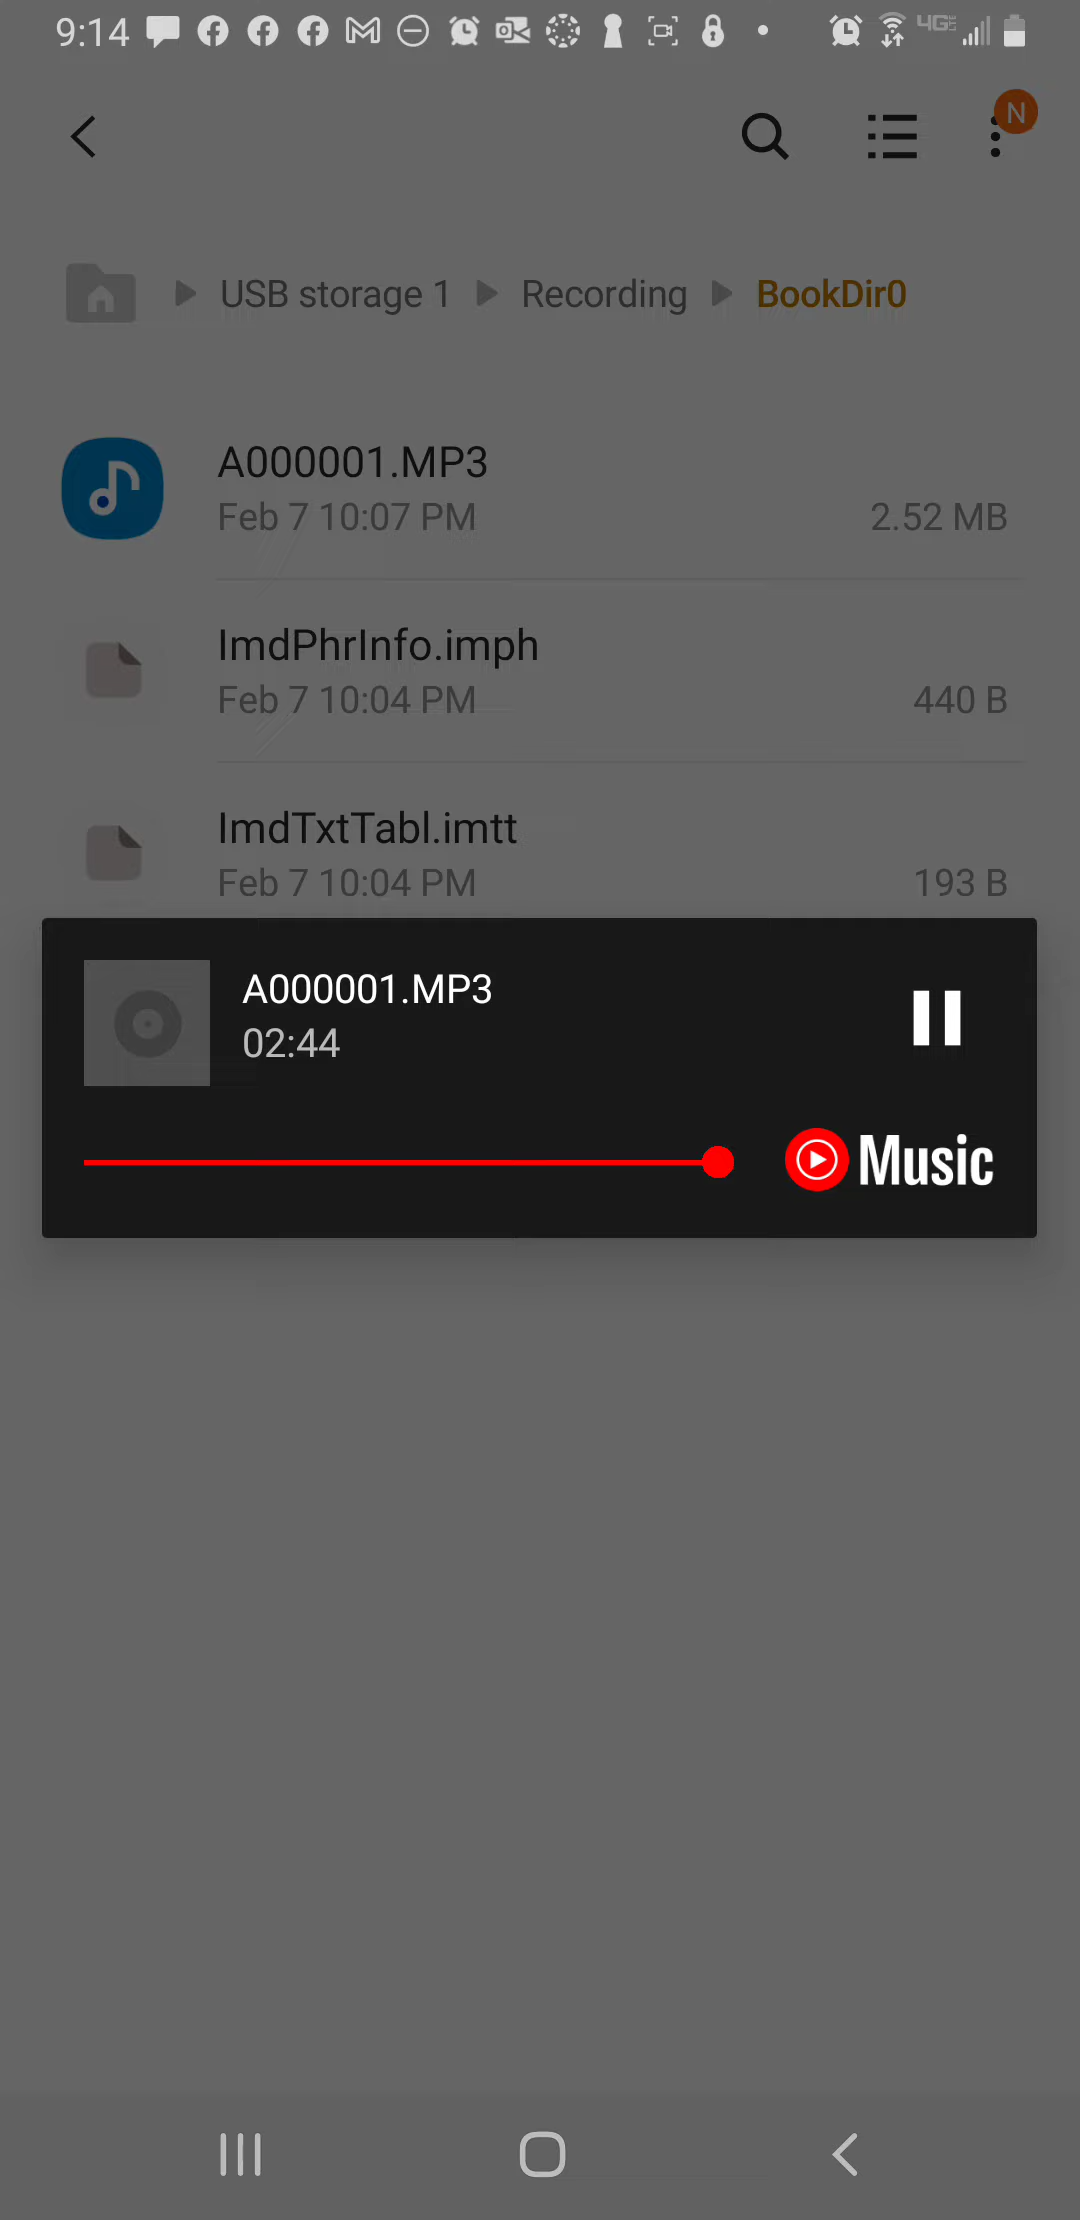 9:14 4G LTE
N
USB storage 1 Recording BookDir0
A000001.MP3
Feb 7 10:07 PM 2.52 MB
ImdPhrInfo.imph
Feb 7 10:04 PM 440 B
ImdTxtTabl.imtt
Feb 7 10:04 PM 193 B
A000001.MP3
02:44
Music